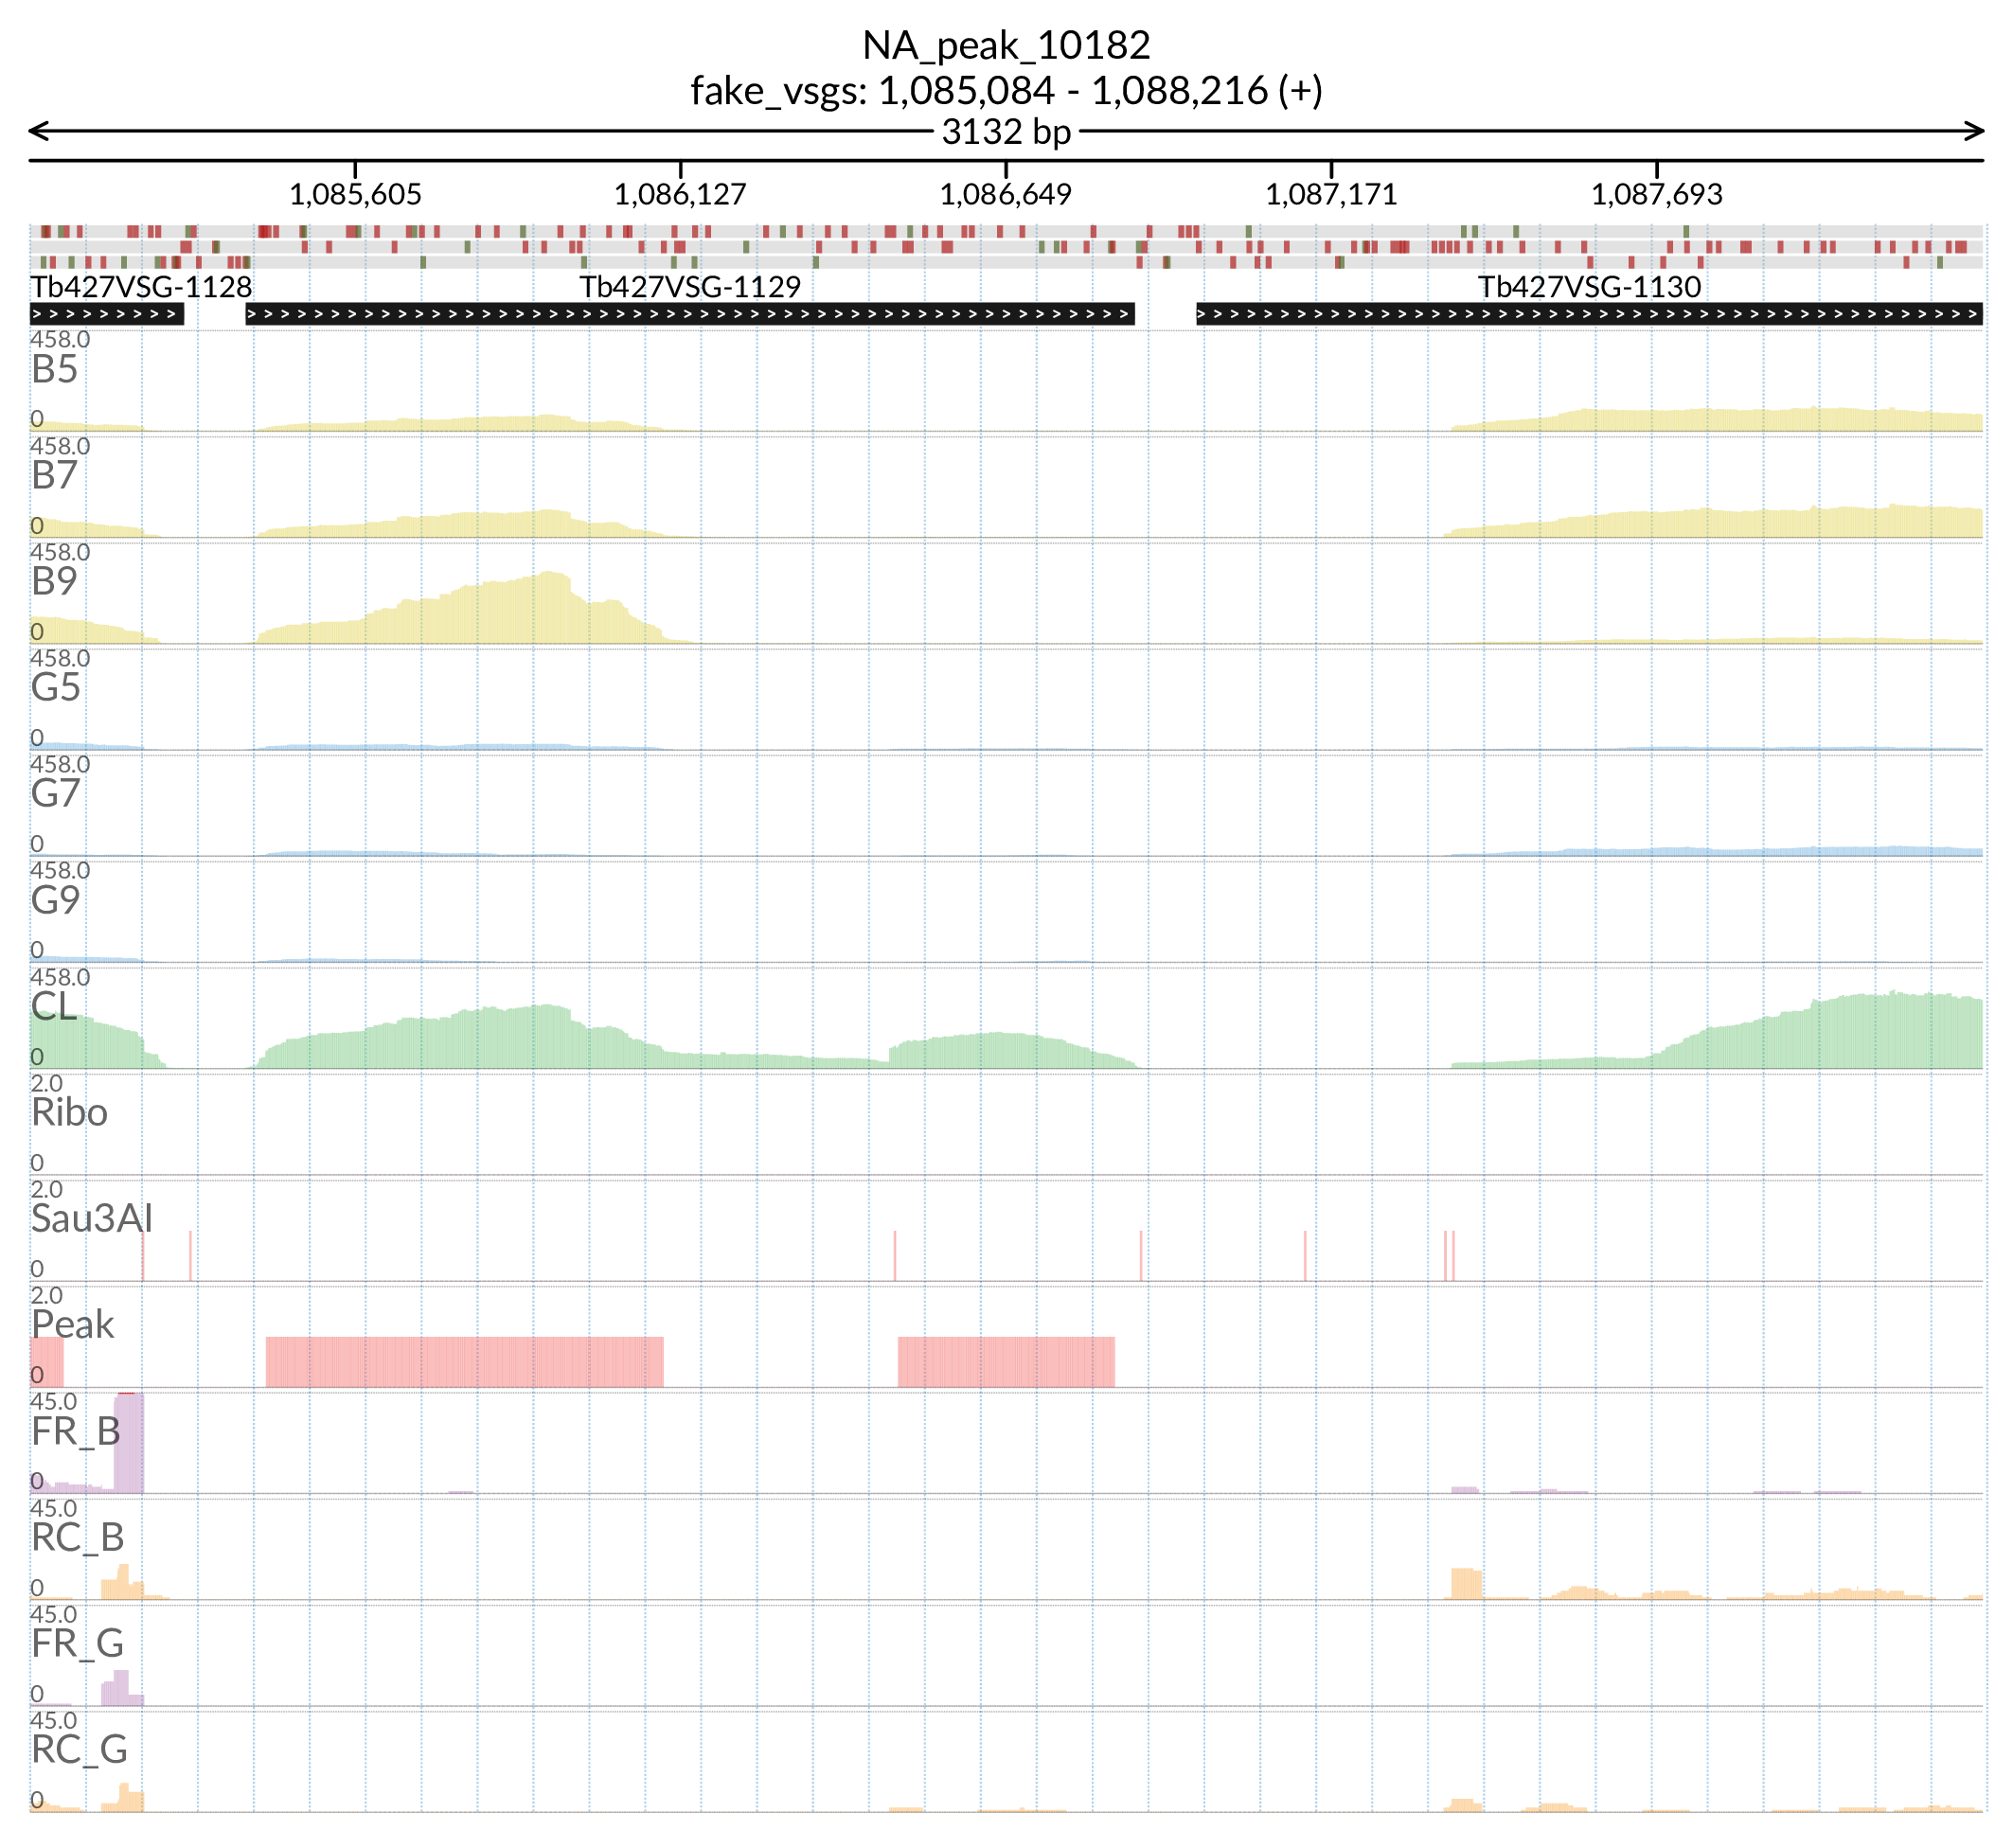 NA_peak_10182
fake_vsgs: 1,085,084 - 1,088,216 (+)
3132 bp
1,085,605 1,086,127 1,086,649 1,087,171 1,087,693
Tb427VSG-1128 Tb427VSG-1129 Tb427VSG-1130
458.0
B5
0
458.0
B7
0
458.0
B9
0
458.0
G5
0
458.0
G7
0
458.0
G9
0
458.0
CL
0
2.0
Ribo
0
2.0
Sau3AI
0
2.0
Peak
0
45.0
FR_B
0
45.0
RC_B
0
45.0
FR_G
0
45.0
RC_G
0